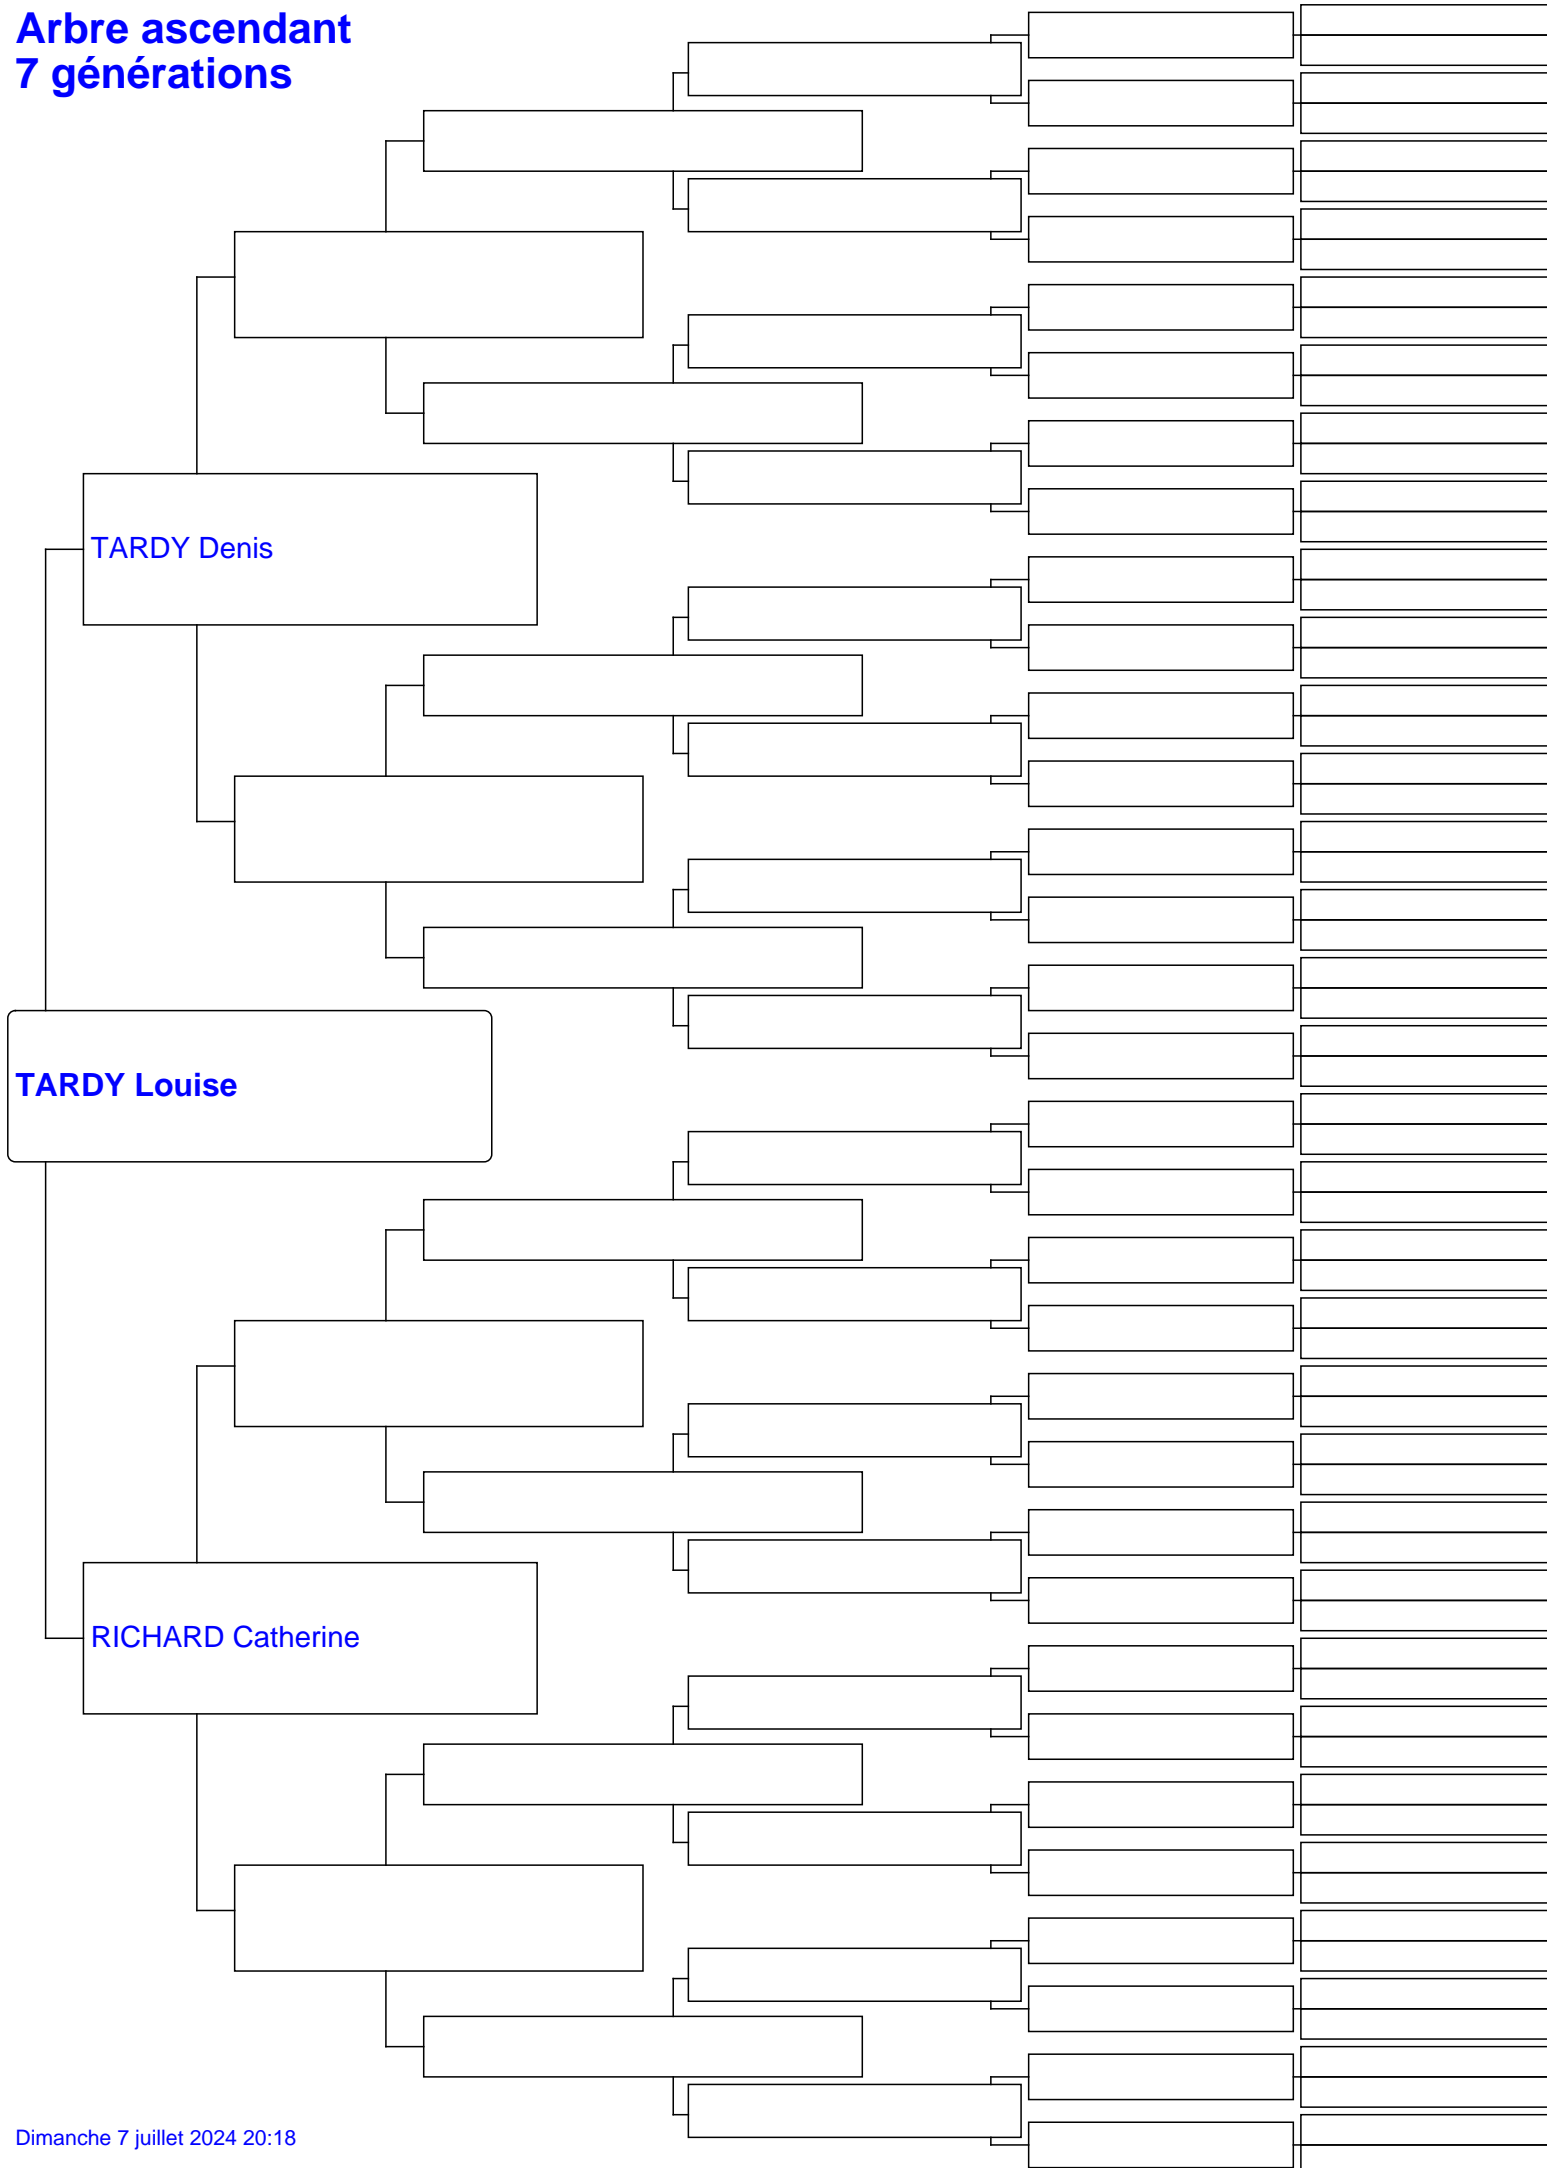 Arbre ascendant
7 générations
TARDY Denis
TARDY Louise
RICHARD Catherine
Dimanche 7 juillet 2024 20:18